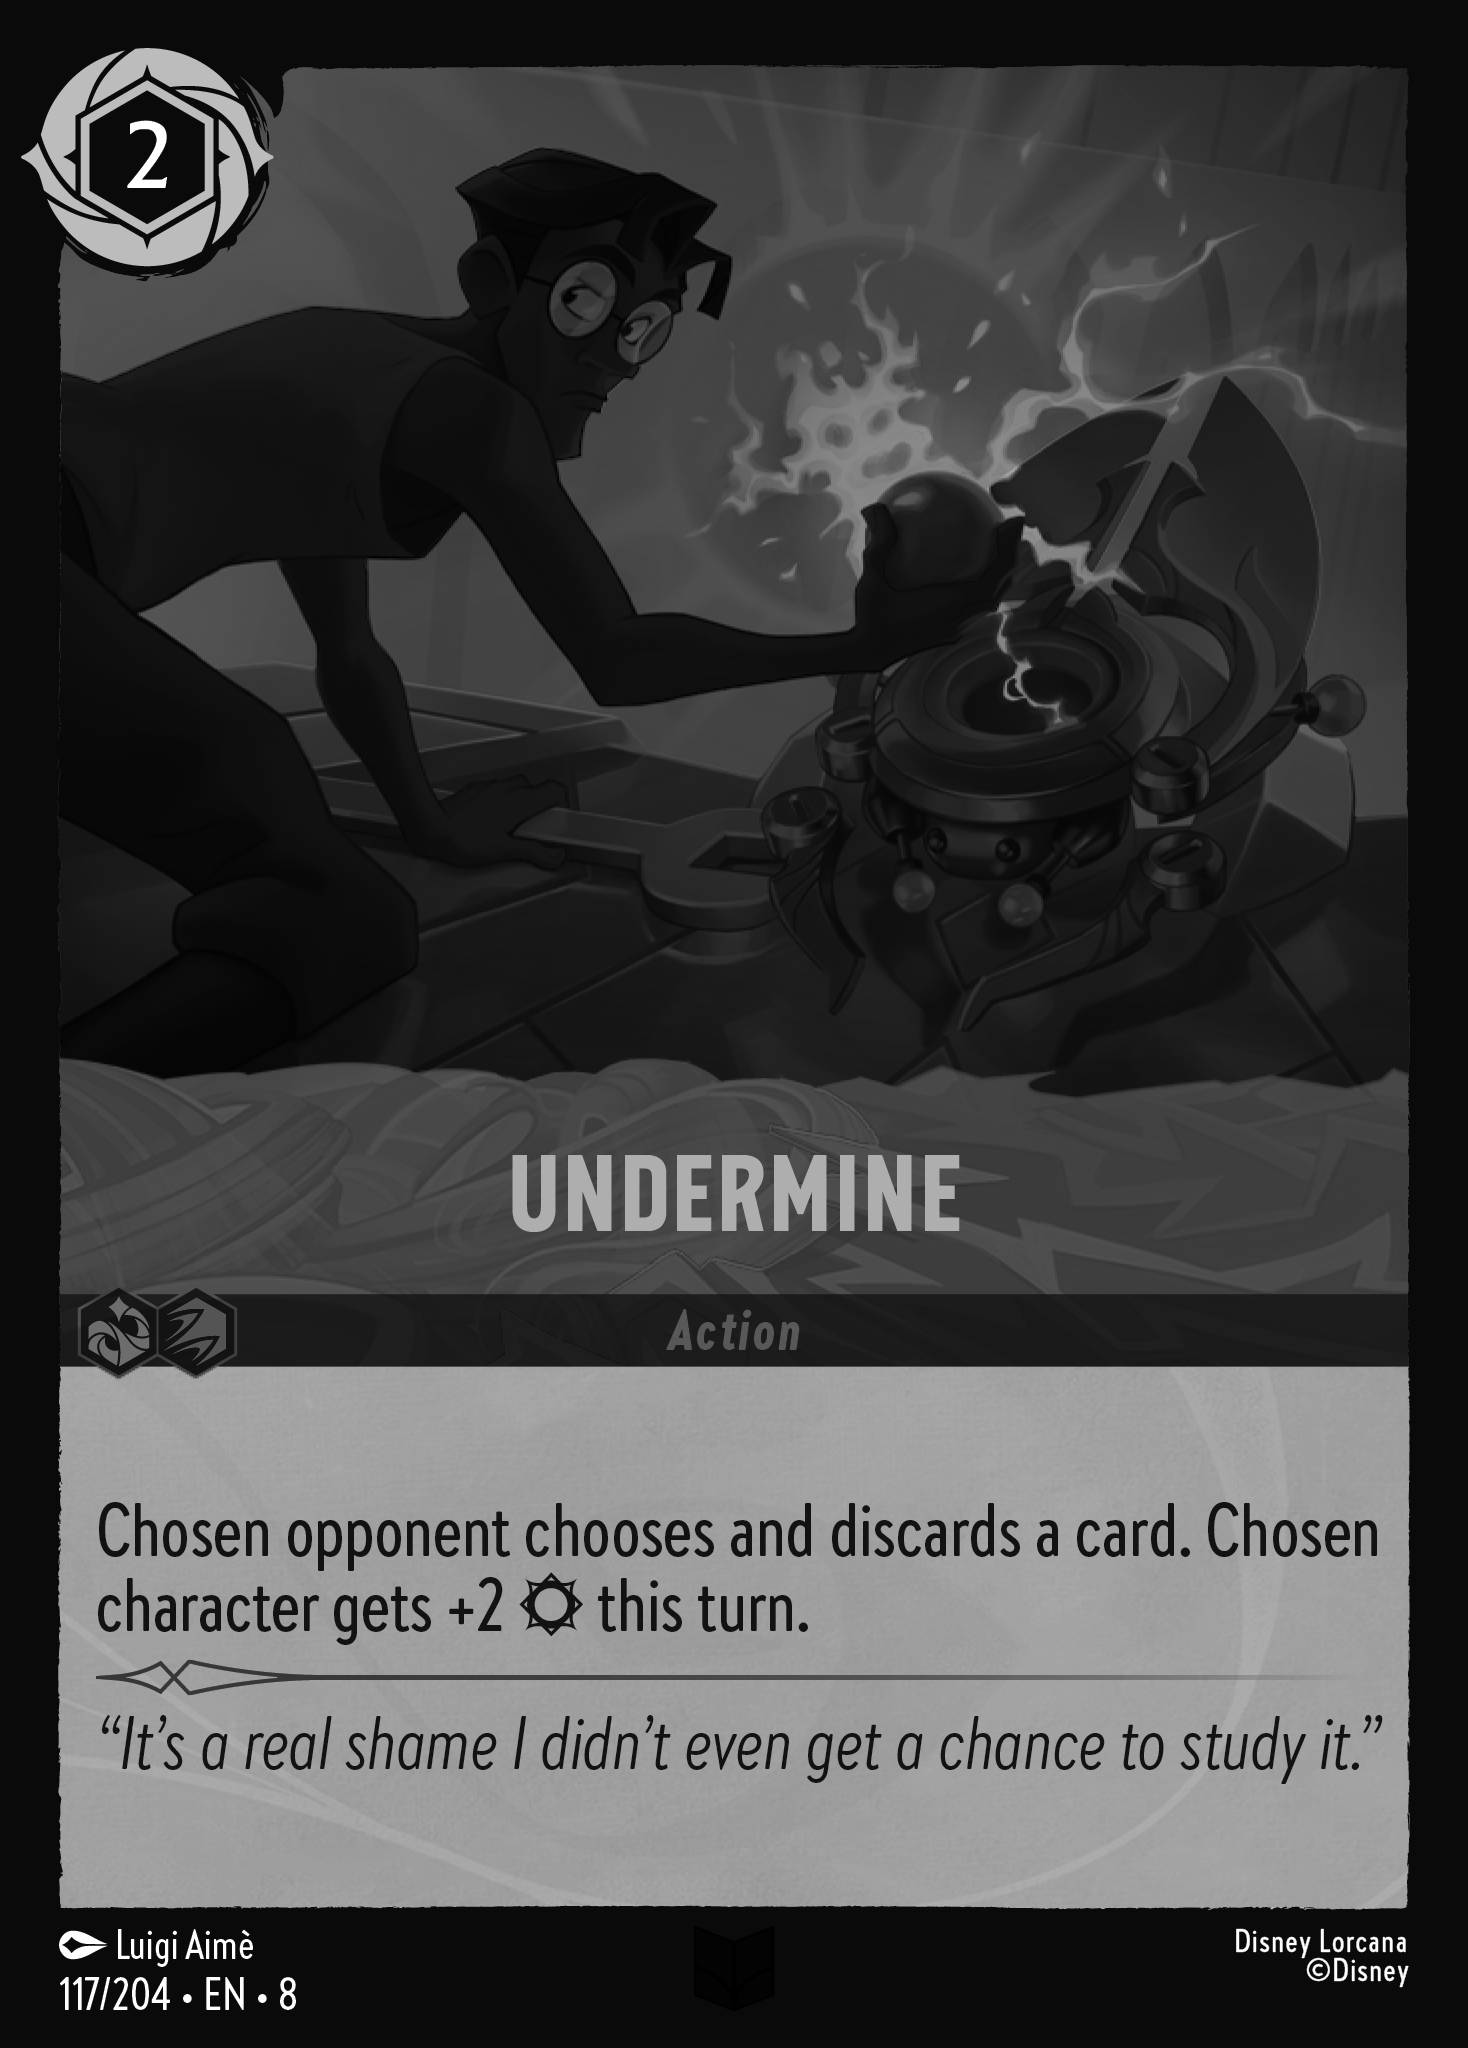 2
UNDERMINE
Action
Chosen opponent chooses and discards a card. Chosen
character gets +2 this turn.
“It’s a real shame I didn’t even get a chance to study it.”
Luigi Aimè
117/204 • EN • 8
Disney Lorcana
©Disney